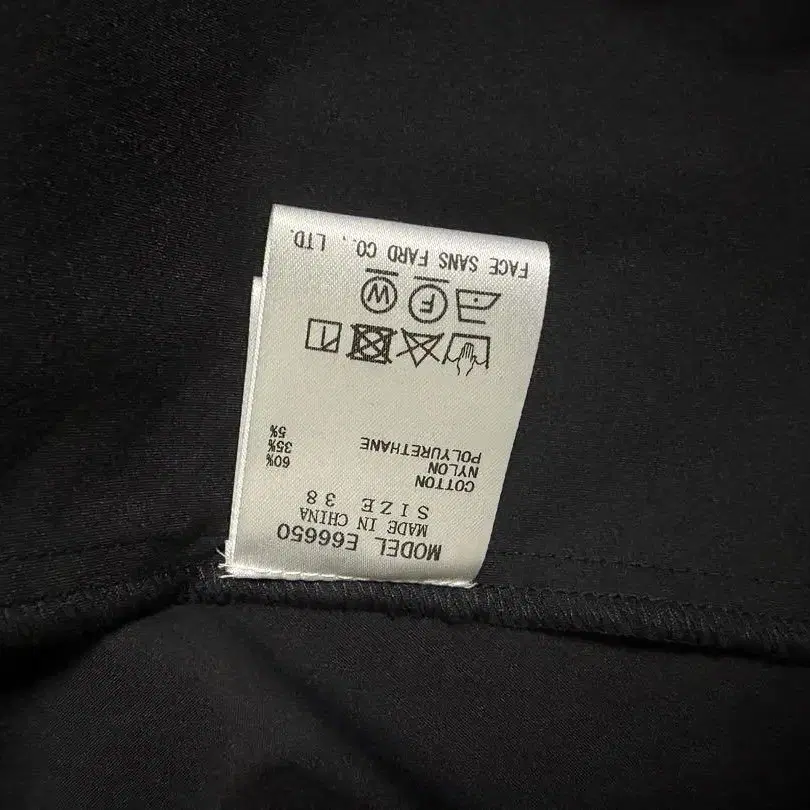 MODEL E66650
MADE IN CHINA
SIZE 38
COTTON 60%
NYLON 35%
POLYURETHANE 5%
F W
FACE SANS FARD CO., LTD.